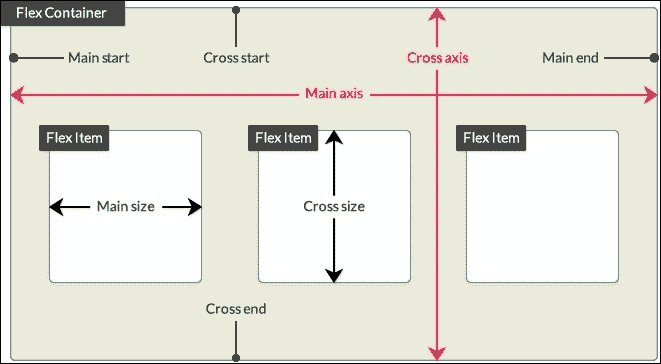 Flex Container
Main start
Cross start
Cross axis
Main end
Main axis
Flex Item
Flex Item
Flex Item
Main size
Cross size
Cross end